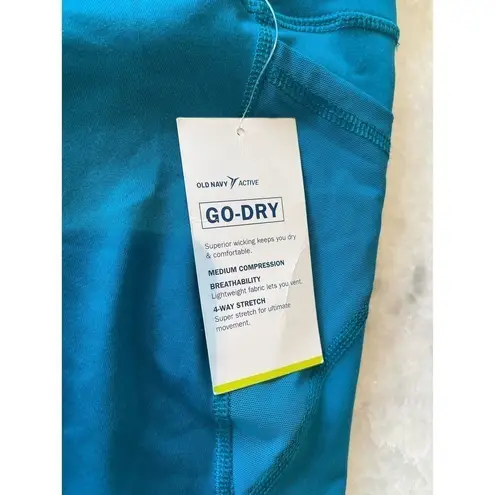 OLD NAVY ACTIVE
GO-DRY
Superior wicking keeps you dry
& comfortable.
MEDIUM COMPRESSION
BREATHABILITY
Lightweight fabric lets you vent.
4-WAY STRETCH
Super stretch for ultimate
movement.